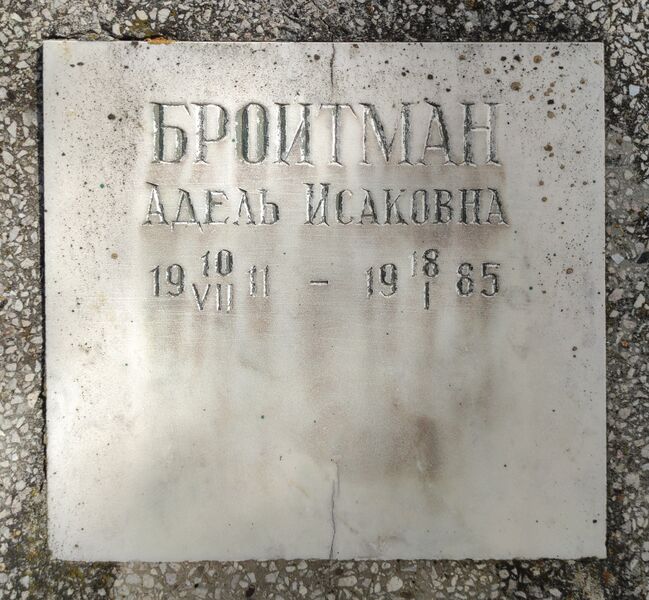 БРОИТМАН
АДЕЛЬ ИСАКОВНА
19 10/VII 11 – 19 18/I 85